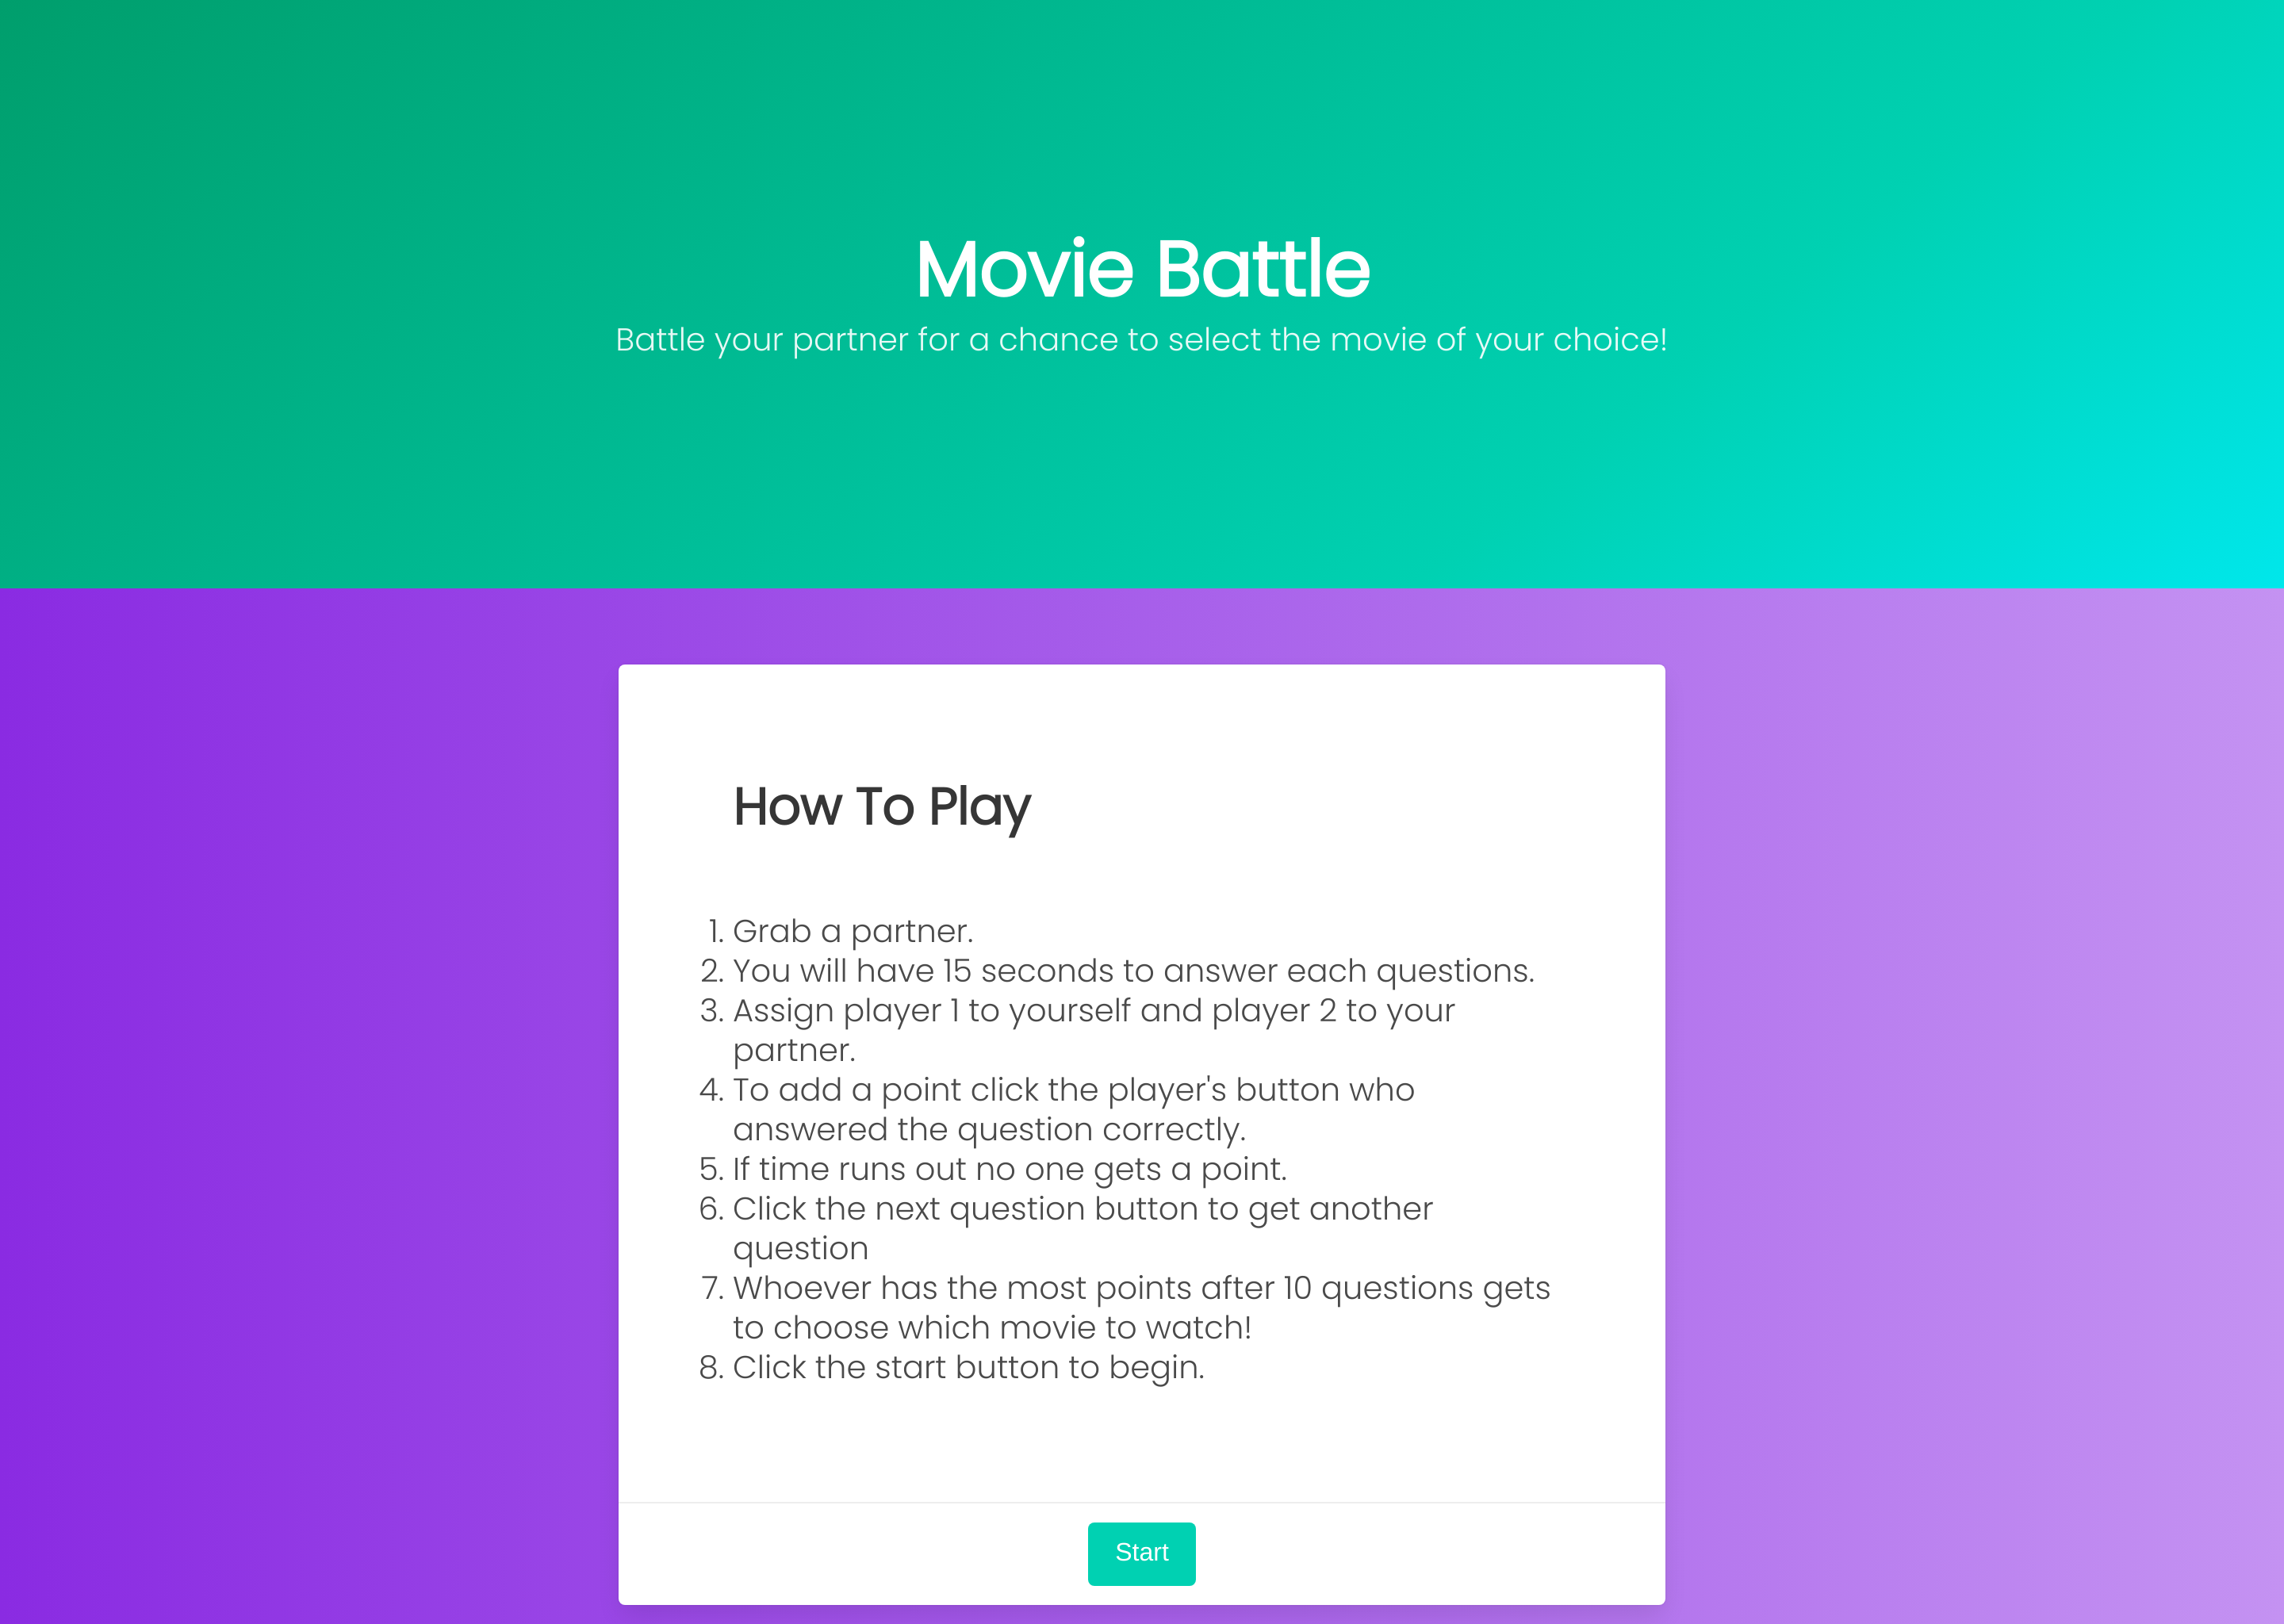 Movie Battle
Battle your partner for a chance to select the movie of your choice!
How To Play
1. Grab a partner.
2. You will have 15 seconds to answer each questions.
3. Assign player 1 to yourself and player 2 to your
partner.
4. To add a point click the player's button who
answered the question correctly.
5. If time runs out no one gets a point.
6. Click the next question button to get another
question
7. Whoever has the most points after 10 questions gets
to choose which movie to watch!
8. Click the start button to begin.
Start